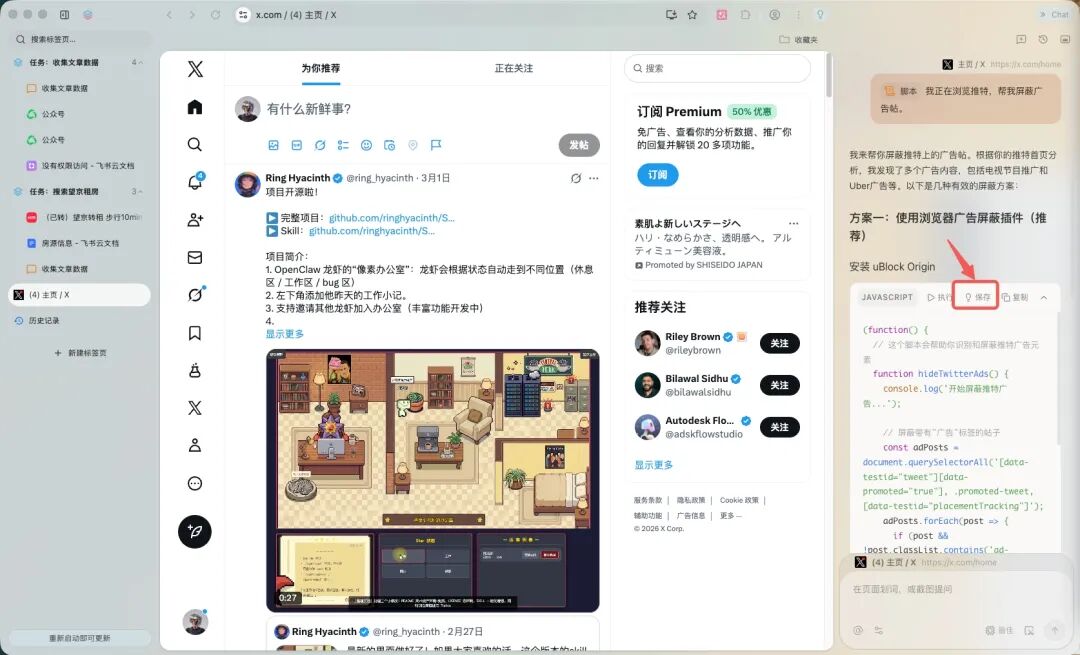 x.com / (4) 主页 / X
Chat
搜索标签页...
收藏夹
任务：收集文章数据
4
收集文章数据
公众号
公众号
没有权限访问 - 飞书云文档
任务：搜索望京租房
3
（已转）望京转租 步行10min
房源信息 - 飞书云文档
收集文章数据
(4) 主页 / X
历史记录
新建标签页
重新启动即可更新
4
为你推荐
正在关注
有什么新鲜事?
发帖
Ring Hyacinth @ring_hyacinth · 3月1日
项目开源啦！
完整项目：github.com/ringhyacinth/S...
Skill：github.com/ringhyacinth/S...
项目简介：
1. OpenClaw 龙虾的“像素办公室”：龙虾会根据状态自动走到不同位置（休息
区 / 工作区 / bug 区）
2. 左下角添加他昨天的工作小记。
3. 支持邀请其他龙虾加入办公室（丰富功能开发中）
4.
显示更多
0:27
Ring Hyacinth @ring_hyacinth · 2月27日
搜索
订阅 Premium
50% 优惠
免广告、查看你的分析数据、推广你
的回复并解锁 20 多项功能。
订阅
素肌よ新しいステージへ
ハリ・なめらかさ、透明感へ。 アル
ティミューン美容液。
Promoted by SHISEIDO JAPAN
推荐关注
Riley Brown
@rileybrown
关注
Bilawal Sidhu
@bilawalsidhu
关注
Autodesk Flo...
@adskflowstudio
关注
显示更多
服务条款 | 隐私政策 | Cookie 政策 |
辅助功能 | 广告信息 | 更多 ···
© 2026 X Corp.
主页 / X https://x.com/home
脚本 我正在浏览推特，帮我屏蔽广
告帖。
我来帮你屏蔽推特上的广告帖。根据你的推特首页分
析，我发现了多个广告内容，包括电视节目推广和
Uber广告等。以下是几种有效的屏蔽方案：
方案一：使用浏览器广告屏蔽插件（推
荐）
安装 uBlock Origin
JAVASCRIPT
执行
保存
复制
(function() {
// 这个脚本会帮助你识别和屏蔽推特广告元
素
function hideTwitterAds() {
console.log('开始屏蔽推特广
告...');
// 屏蔽带有"广告"标签的帖子
const adPosts =
document.querySelectorAll('[data-
testid="tweet"][data-
promoted="true"], .promoted-tweet,
[data-testid="placementTracking"]');
adPosts.forEach(post => {
if (post &&
!post.classList.contains('ad-
(4) 主页 / X https://x.com/home
在页面划词，或截图提问
最佳